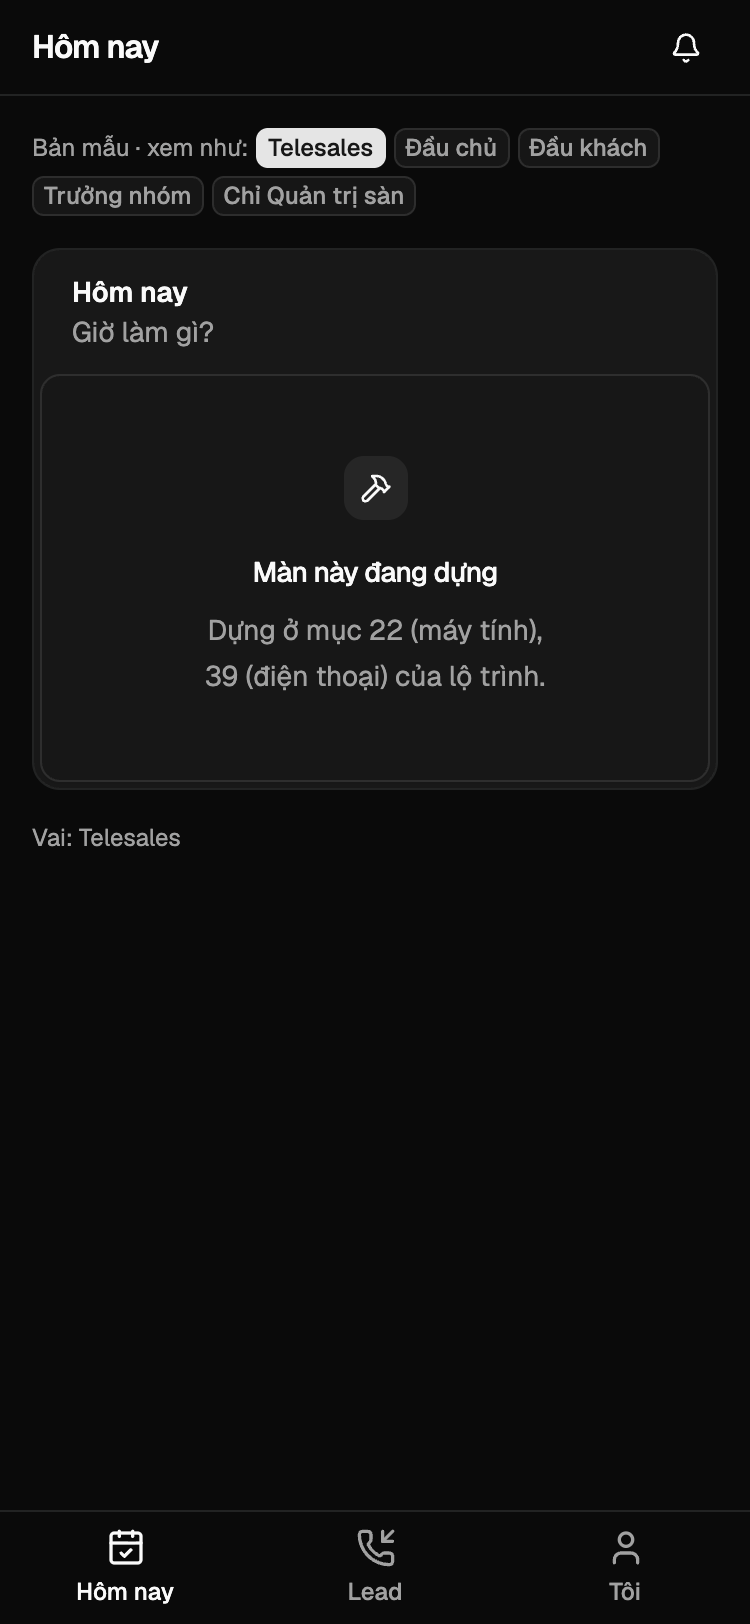 Hôm nay
Bản mẫu · xem như: Telesales Đầu chủ Đầu khách
Trưởng nhóm Chỉ Quản trị sàn
Hôm nay
Giờ làm gì?
Màn này đang dựng
Dựng ở mục 22 (máy tính),
39 (điện thoại) của lộ trình.
Vai: Telesales
Hôm nay Lead Tôi